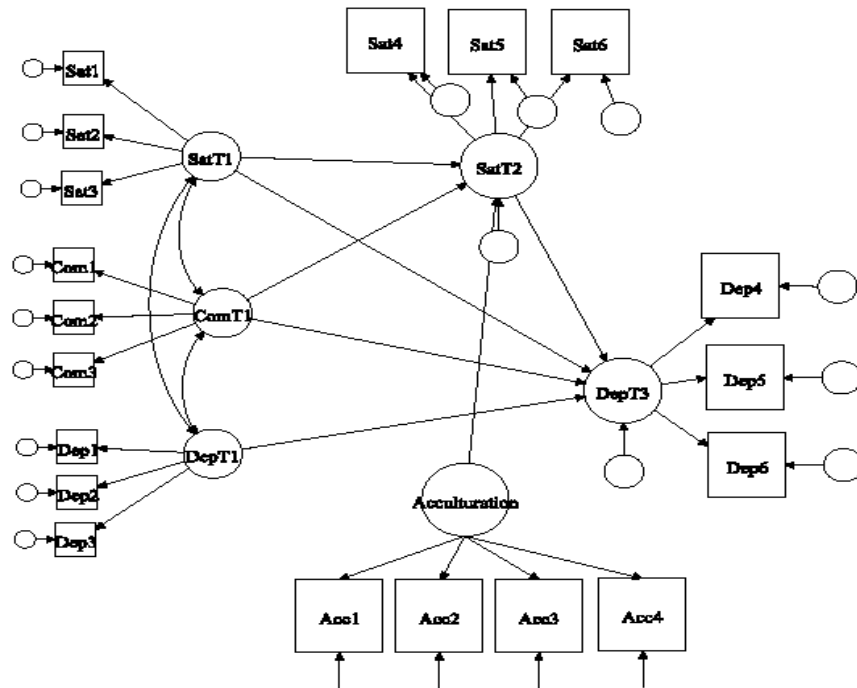 Sat4
Sat5
Sat6
Sat1
Sat2
Sat3
SatT1
SatT2
Com1
Com2
Com3
ComT1
Dep4
Dep5
Dep6
DepT3
Dep1
Dep2
Dep3
DepT1
Acculturation
Acc1
Acc2
Acc3
Acc4